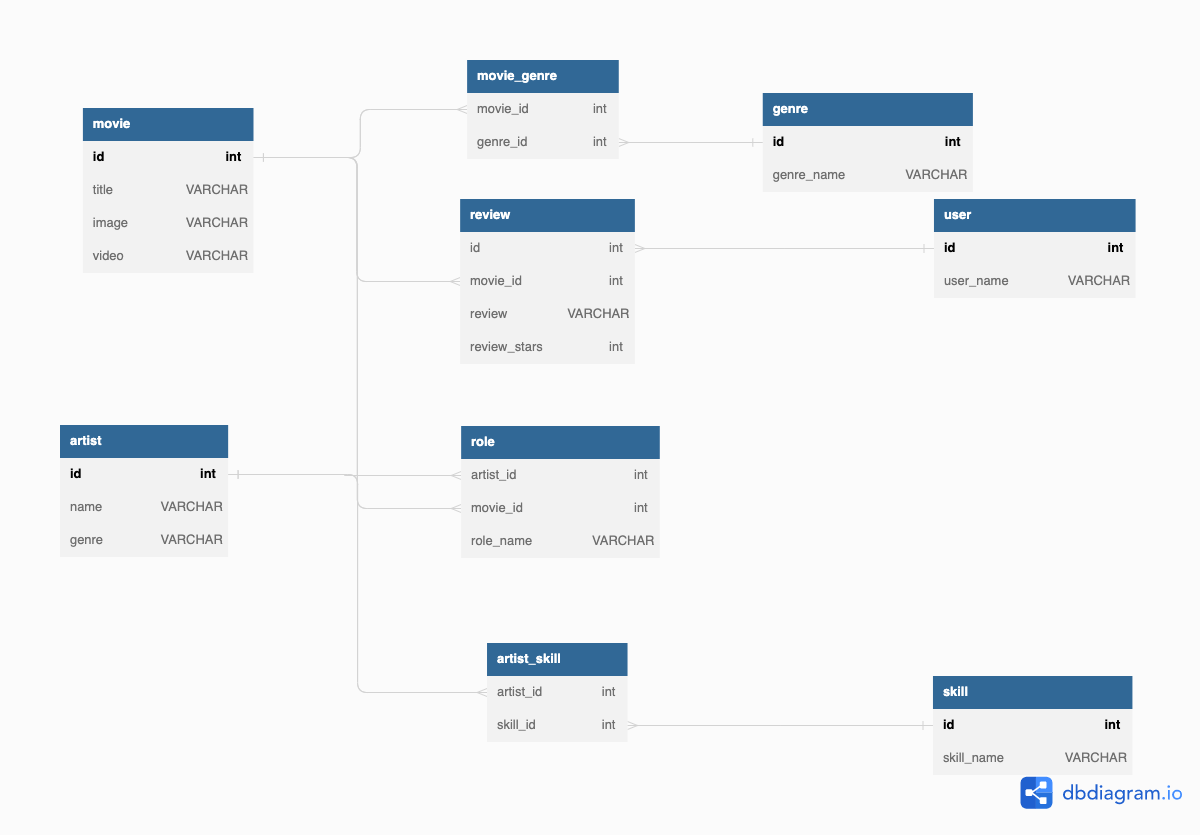 movie
id int
title VARCHAR
image VARCHAR
video VARCHAR
movie_genre
movie_id int
genre_id int
genre
id int
genre_name VARCHAR
review
id int
movie_id int
review VARCHAR
review_stars int
user
id int
user_name VARCHAR
artist
id int
name VARCHAR
genre VARCHAR
role
artist_id int
movie_id int
role_name VARCHAR
artist_skill
artist_id int
skill_id int
skill
id int
skill_name VARCHAR
dbdiagram.io